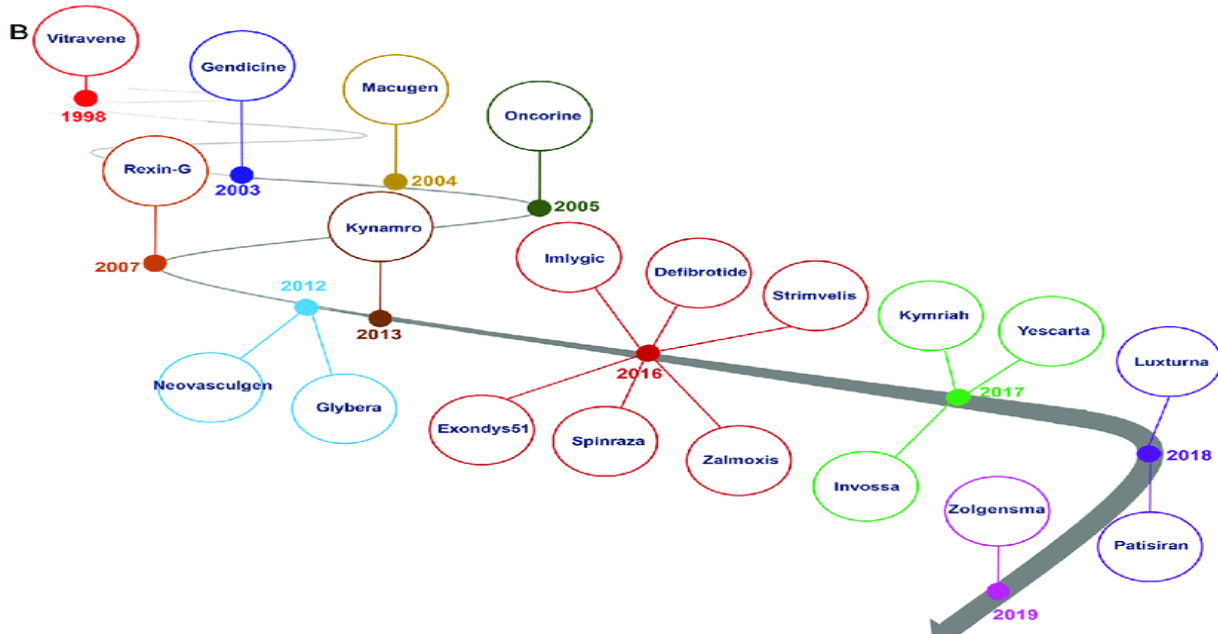 B
Vitravene
1998
Gendicine
2003
Macugen
2004
Oncorine
2005
Rexin-G
2007
2012
Neovasculgen
Glybera
Kynamro
2013
Imlygic
Defibrotide
Strimvelis
2016
Exondys51
Spinraza
Zalmoxis
Kymriah
Yescarta
2017
Invossa
Luxturna
2018
Patisiran
Zolgensma
2019